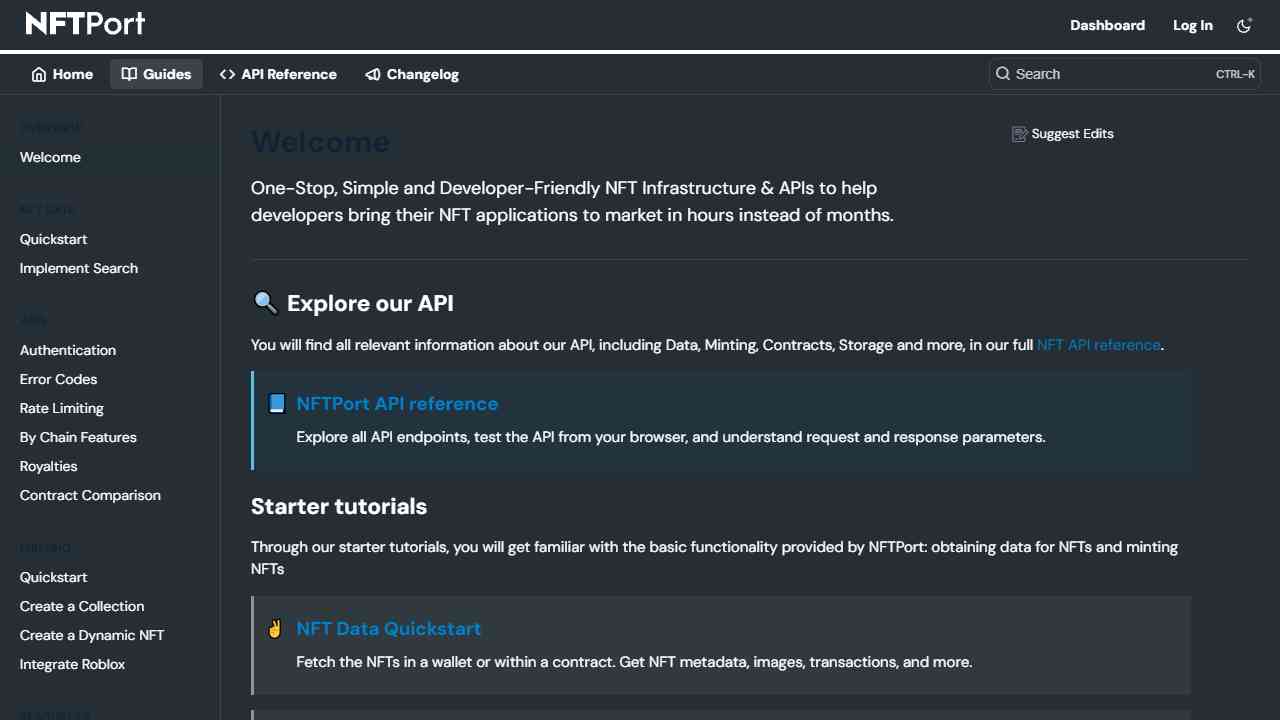 NFTPort
Dashboard
Log In
Home
Guides
API Reference
Changelog
Search
CTRL-K
OVERVIEW
Welcome
NFT DATA
Quickstart
Implement Search
APIs
Authentication
Error Codes
Rate Limiting
By Chain Features
Royalties
Contract Comparison
MINTING
Quickstart
Create a Collection
Create a Dynamic NFT
Integrate Roblox
RESOURCES
Welcome
Suggest Edits
One-Stop, Simple and Developer-Friendly NFT Infrastructure & APIs to help
developers bring their NFT applications to market in hours instead of months.
Explore our API
You will find all relevant information about our API, including Data, Minting, Contracts, Storage and more, in our full NFT API reference.
NFTPort API reference
Explore all API endpoints, test the API from your browser, and understand request and response parameters.
Starter tutorials
Through our starter tutorials, you will get familiar with the basic functionality provided by NFTPort: obtaining data for NFTs and minting
NFTs
NFT Data Quickstart
Fetch the NFTs in a wallet or within a contract. Get NFT metadata, images, transactions, and more.